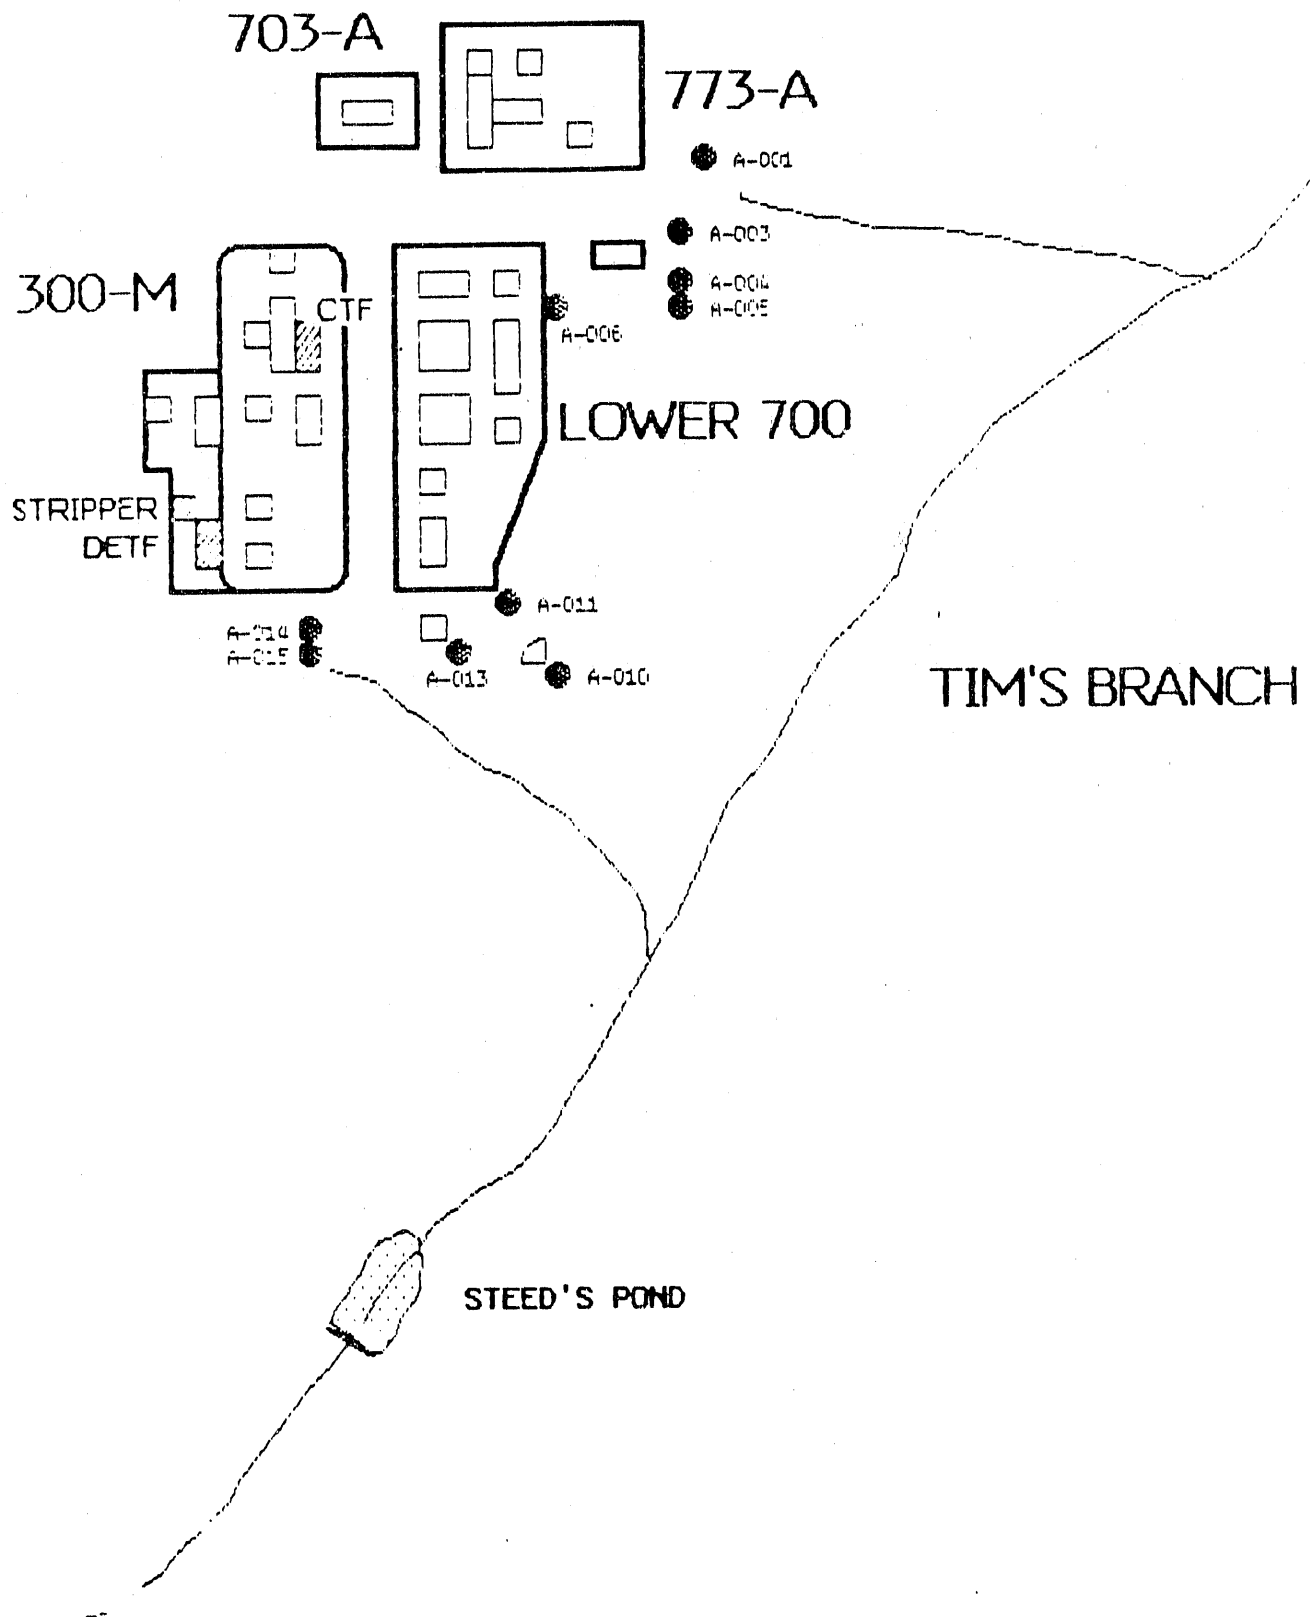 703-A
773-A
A-001
A-003
300-M
CTF
A-004
A-005
A-006
LOWER 700
STRIPPER
DETF
A-011
A-014
A-015
A-013
A-010
TIM'S BRANCH
STEED'S POND